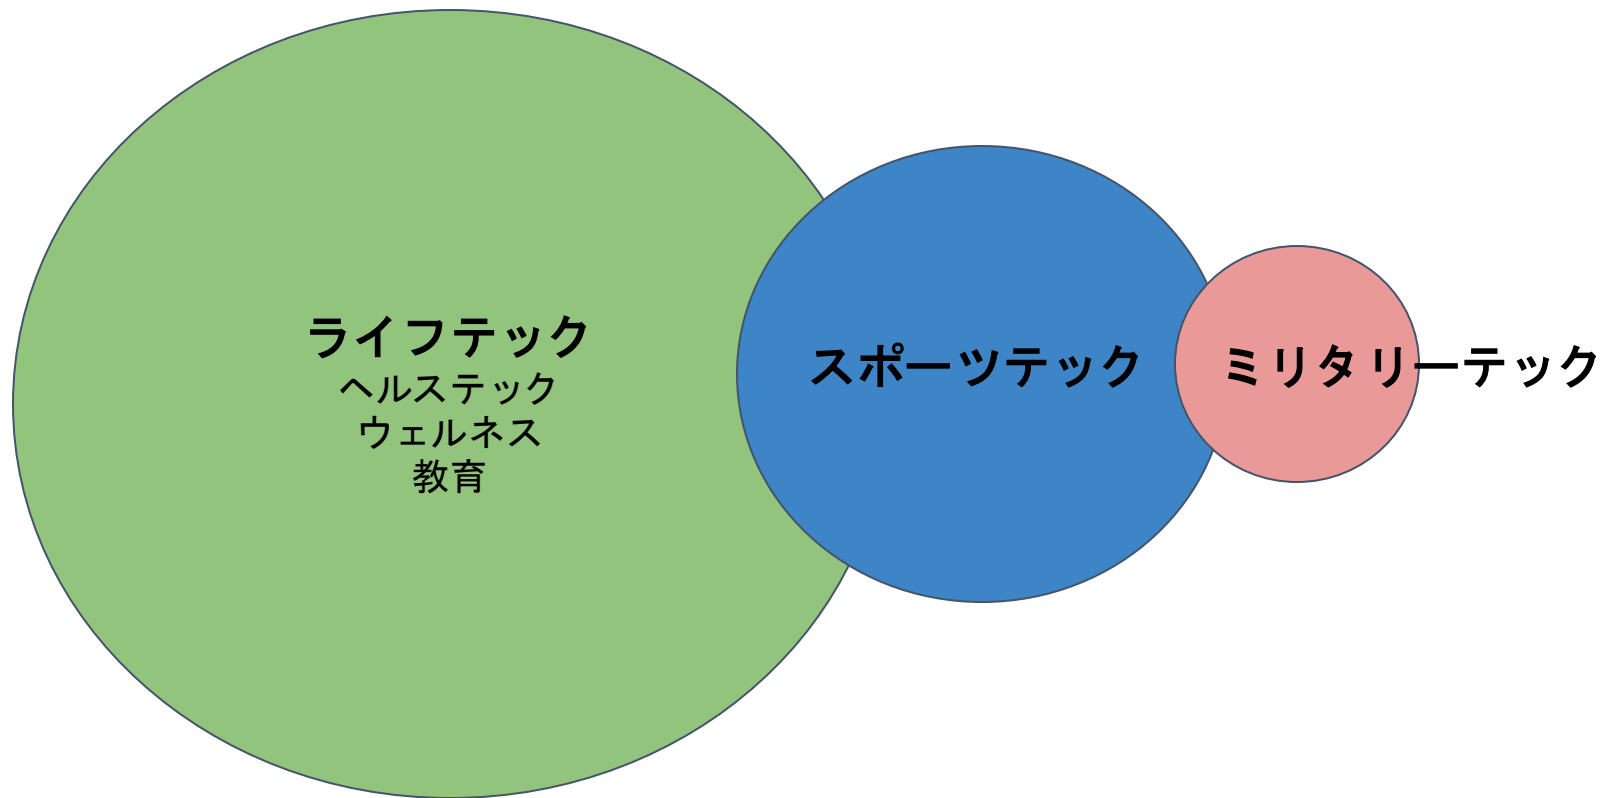 ライフテック
ヘルステック
ウェルネス
教育
スポーツテック
ミリタリーテック